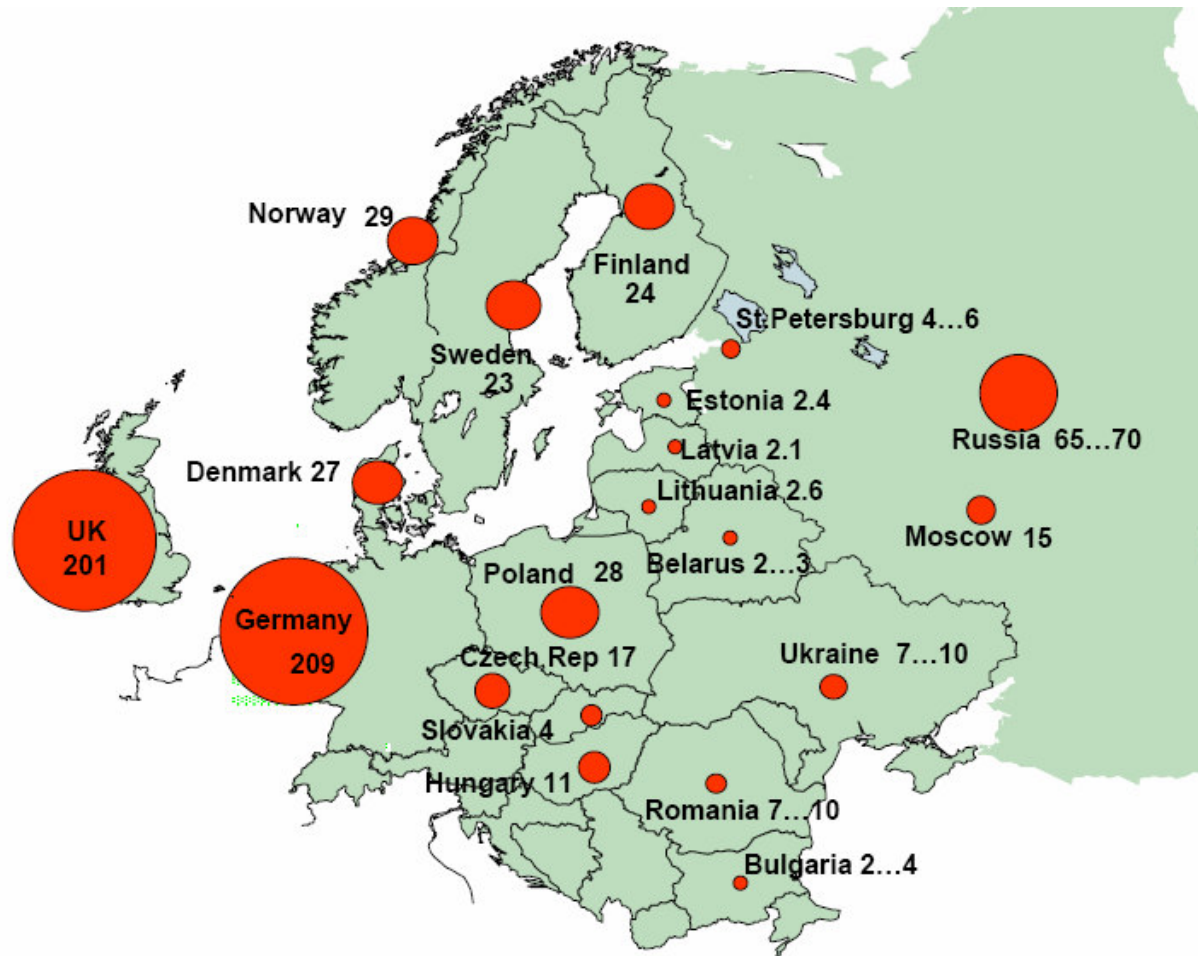 Norway 29
Finland
24
St.Petersburg 4...6
Sweden
23
Estonia 2.4
Russia 65...70
Latvia 2.1
Denmark 27
Lithuania 2.6
UK
201
Moscow 15
Belarus 2...3
Poland 28
Germany
209
Czech Rep 17
Ukraine 7...10
Slovakia 4
Hungary 11
Romania 7...10
Bulgaria 2...4